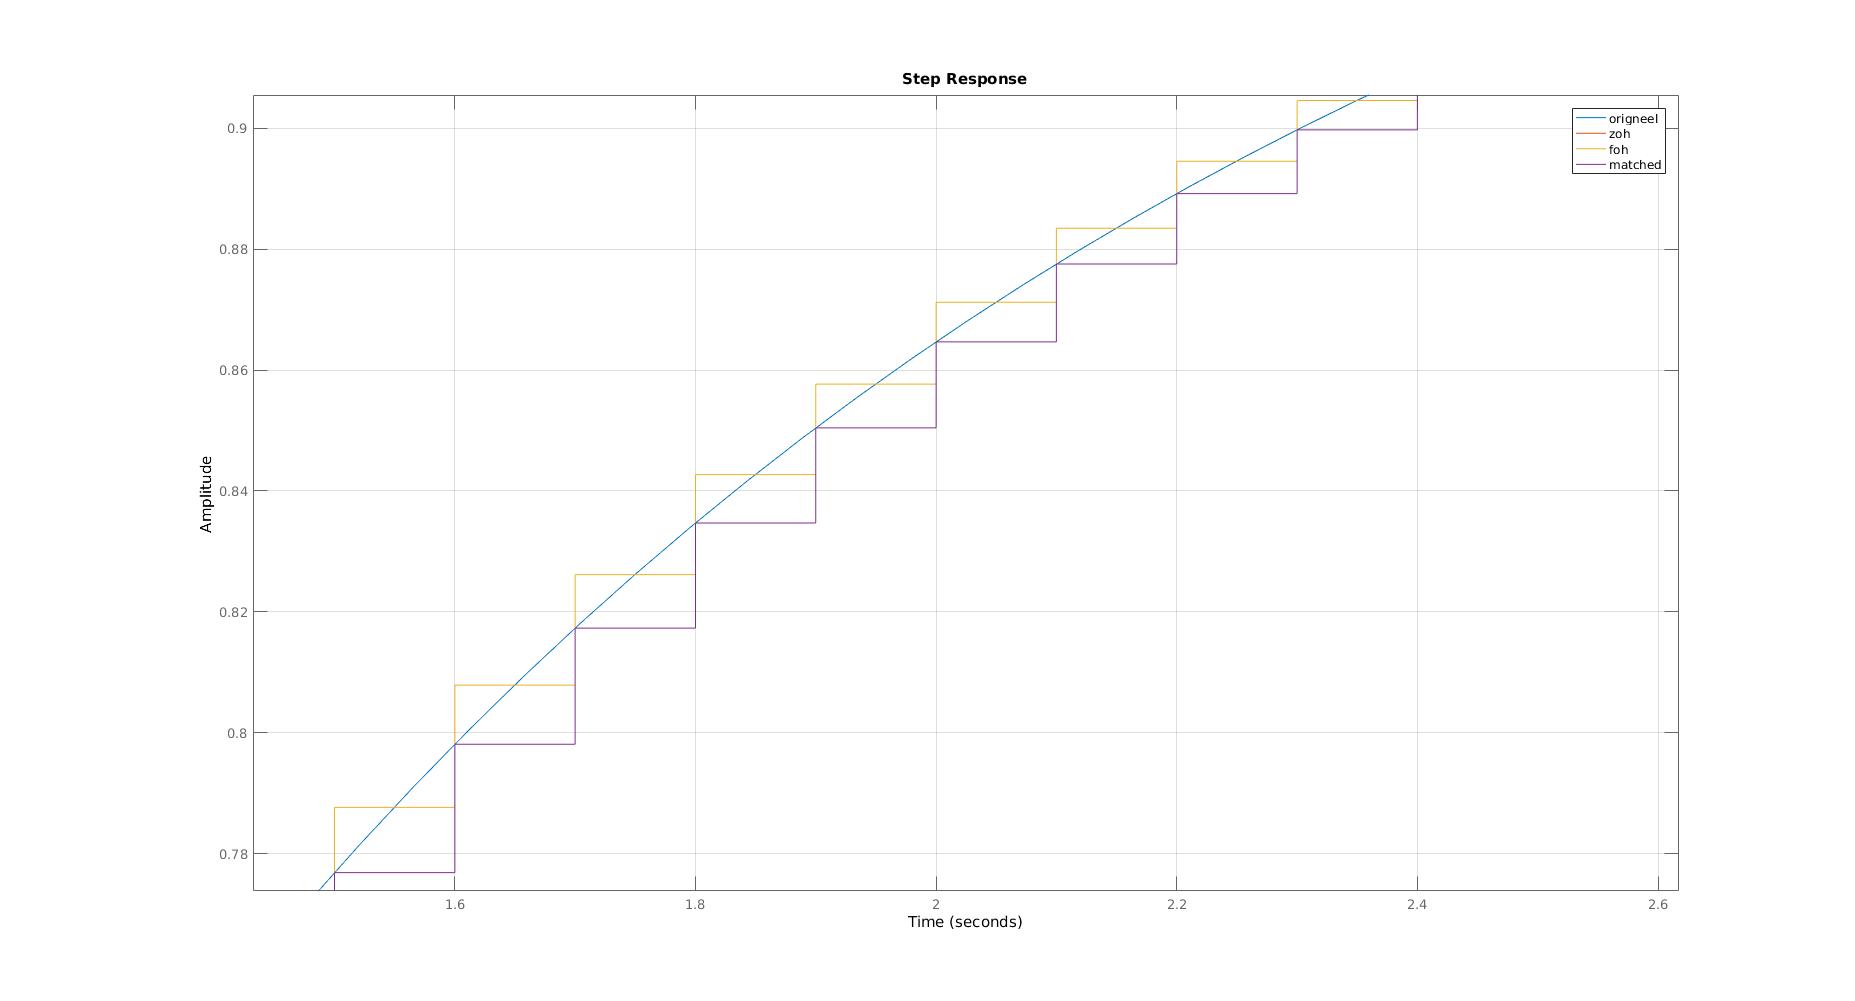 Step Response
origneel
zoh
foh
matched
0.9
0.88
0.86
0.84
0.82
0.8
0.78
Amplitude
1.6 1.8 2 2.2 2.4 2.6
Time (seconds)